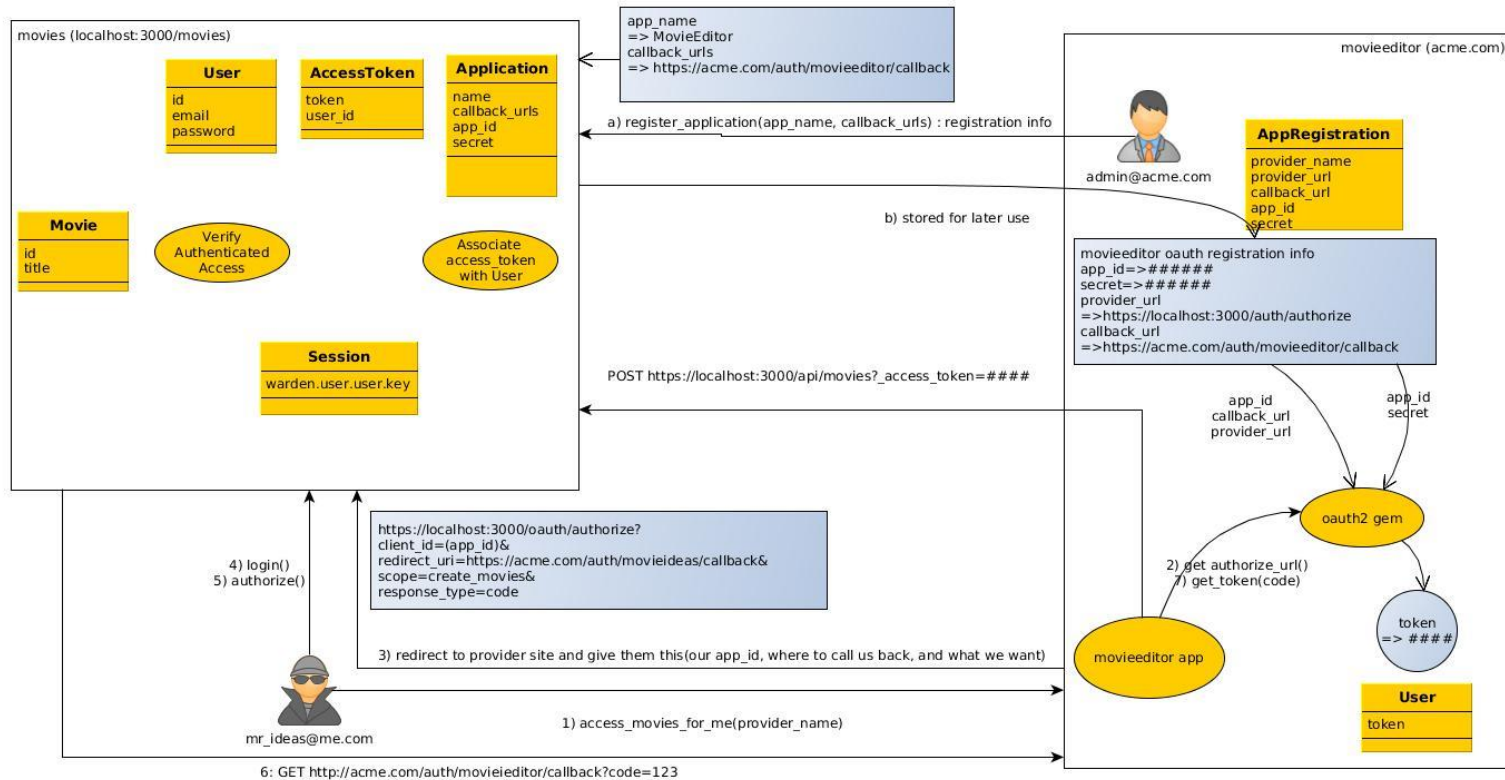 movies (localhost:3000/movies)
User
id
email
password
AccessToken
token
user_id
Application
name
callback_urls
app_id
secret
Movie
id
title
Verify
Authenticated
Access
Associate
access_token
with User
Session
warden.user.user.key
app_name
=> MovieEditor
callback_urls
=> https://acme.com/auth/movieeditor/callback
a) register_application(app_name, callback_urls) : registration info
b) stored for later use
movieeditor (acme.com)
admin@acme.com
AppRegistration
provider_name
provider_url
callback_url
app_id
secret
movieeditor oauth registration info
app_id=>######
secret=>######
provider_url
=>https://localhost:3000/auth/authorize
callback_url
=>https://acme.com/auth/movieeditor/callback
POST https://localhost:3000/api/movies?_access_token=####
app_id
callback_url
provider_url
app_id
secret
oauth2 gem
2) get authorize_url()
7) get_token(code)
token
=> ####
movieeditor app
User
token
https://localhost:3000/oauth/authorize?
client_id=(app_id)&
redirect_uri=https://acme.com/auth/movieideas/callback&
scope=create_movies&
response_type=code
4) login()
5) authorize()
3) redirect to provider site and give them this(our app_id, where to call us back, and what we want)
mr_ideas@me.com
1) access_movies_for_me(provider_name)
6: GET http://acme.com/auth/movieieditor/callback?code=123